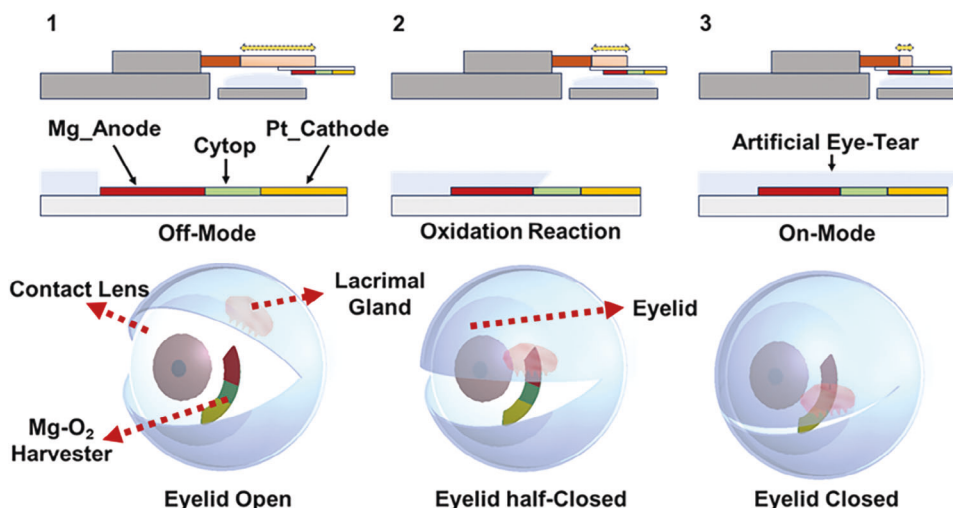 1
2
3
Mg_Anode
Cytop
Pt_Cathode
Artificial Eye-Tear
Off-Mode
Oxidation Reaction
On-Mode
Contact Lens
Lacrimal
Gland
Eyelid
Mg-O₂
Harvester
Eyelid Open
Eyelid half-Closed
Eyelid Closed